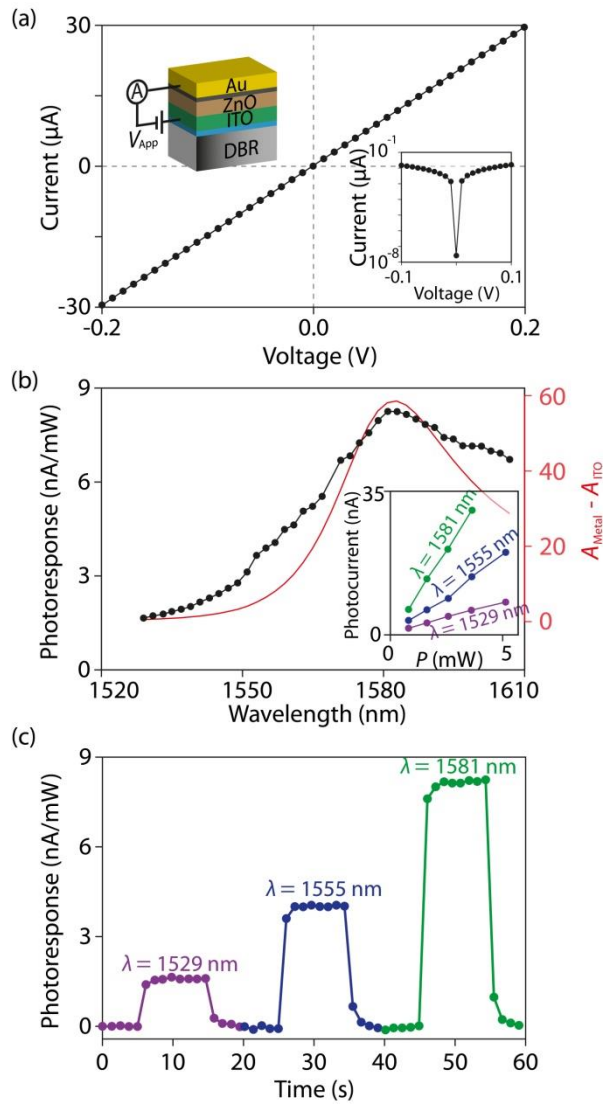 (a)
30
0
-30
Current (μA)
Au
ZnO
ITO
DBR
A
V_App
10^-1
10^-8
Current (μA)
-0.1
0.1
Voltage (V)
-0.2
0.0
0.2
Voltage (V)
(b)
9
6
3
0
Photoresponse (nA/mW)
60
40
20
0
A_Metal - A_ITO
35
0
Photocurrent (nA)
λ = 1581 nm
λ = 1555 nm
λ = 1529 nm
0
5
P (mW)
1520
1550
1580
1610
Wavelength (nm)
(c)
9
6
3
0
Photoresponse (nA/mW)
λ = 1529 nm
λ = 1555 nm
λ = 1581 nm
0
10
20
30
40
50
60
Time (s)